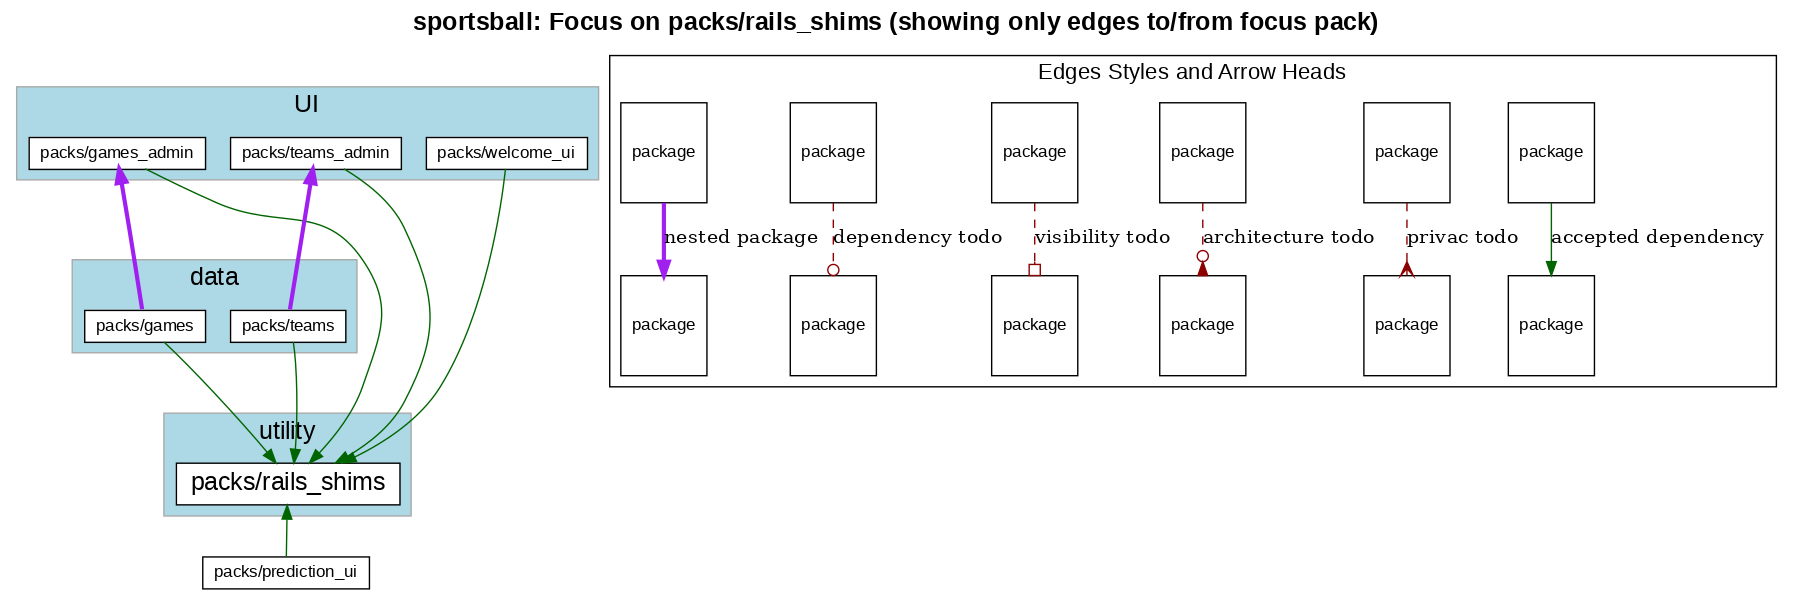 sportsball: Focus on packs/rails_shims (showing only edges to/from focus pack)
UI
packs/games_admin
packs/teams_admin
packs/welcome_ui
data
packs/games
packs/teams
utility
packs/rails_shims
packs/prediction_ui
Edges Styles and Arrow Heads
package
package
package
package
package
package
nested package
dependency todo
visibility todo
architecture todo
privac todo
accepted dependency
package
package
package
package
package
package